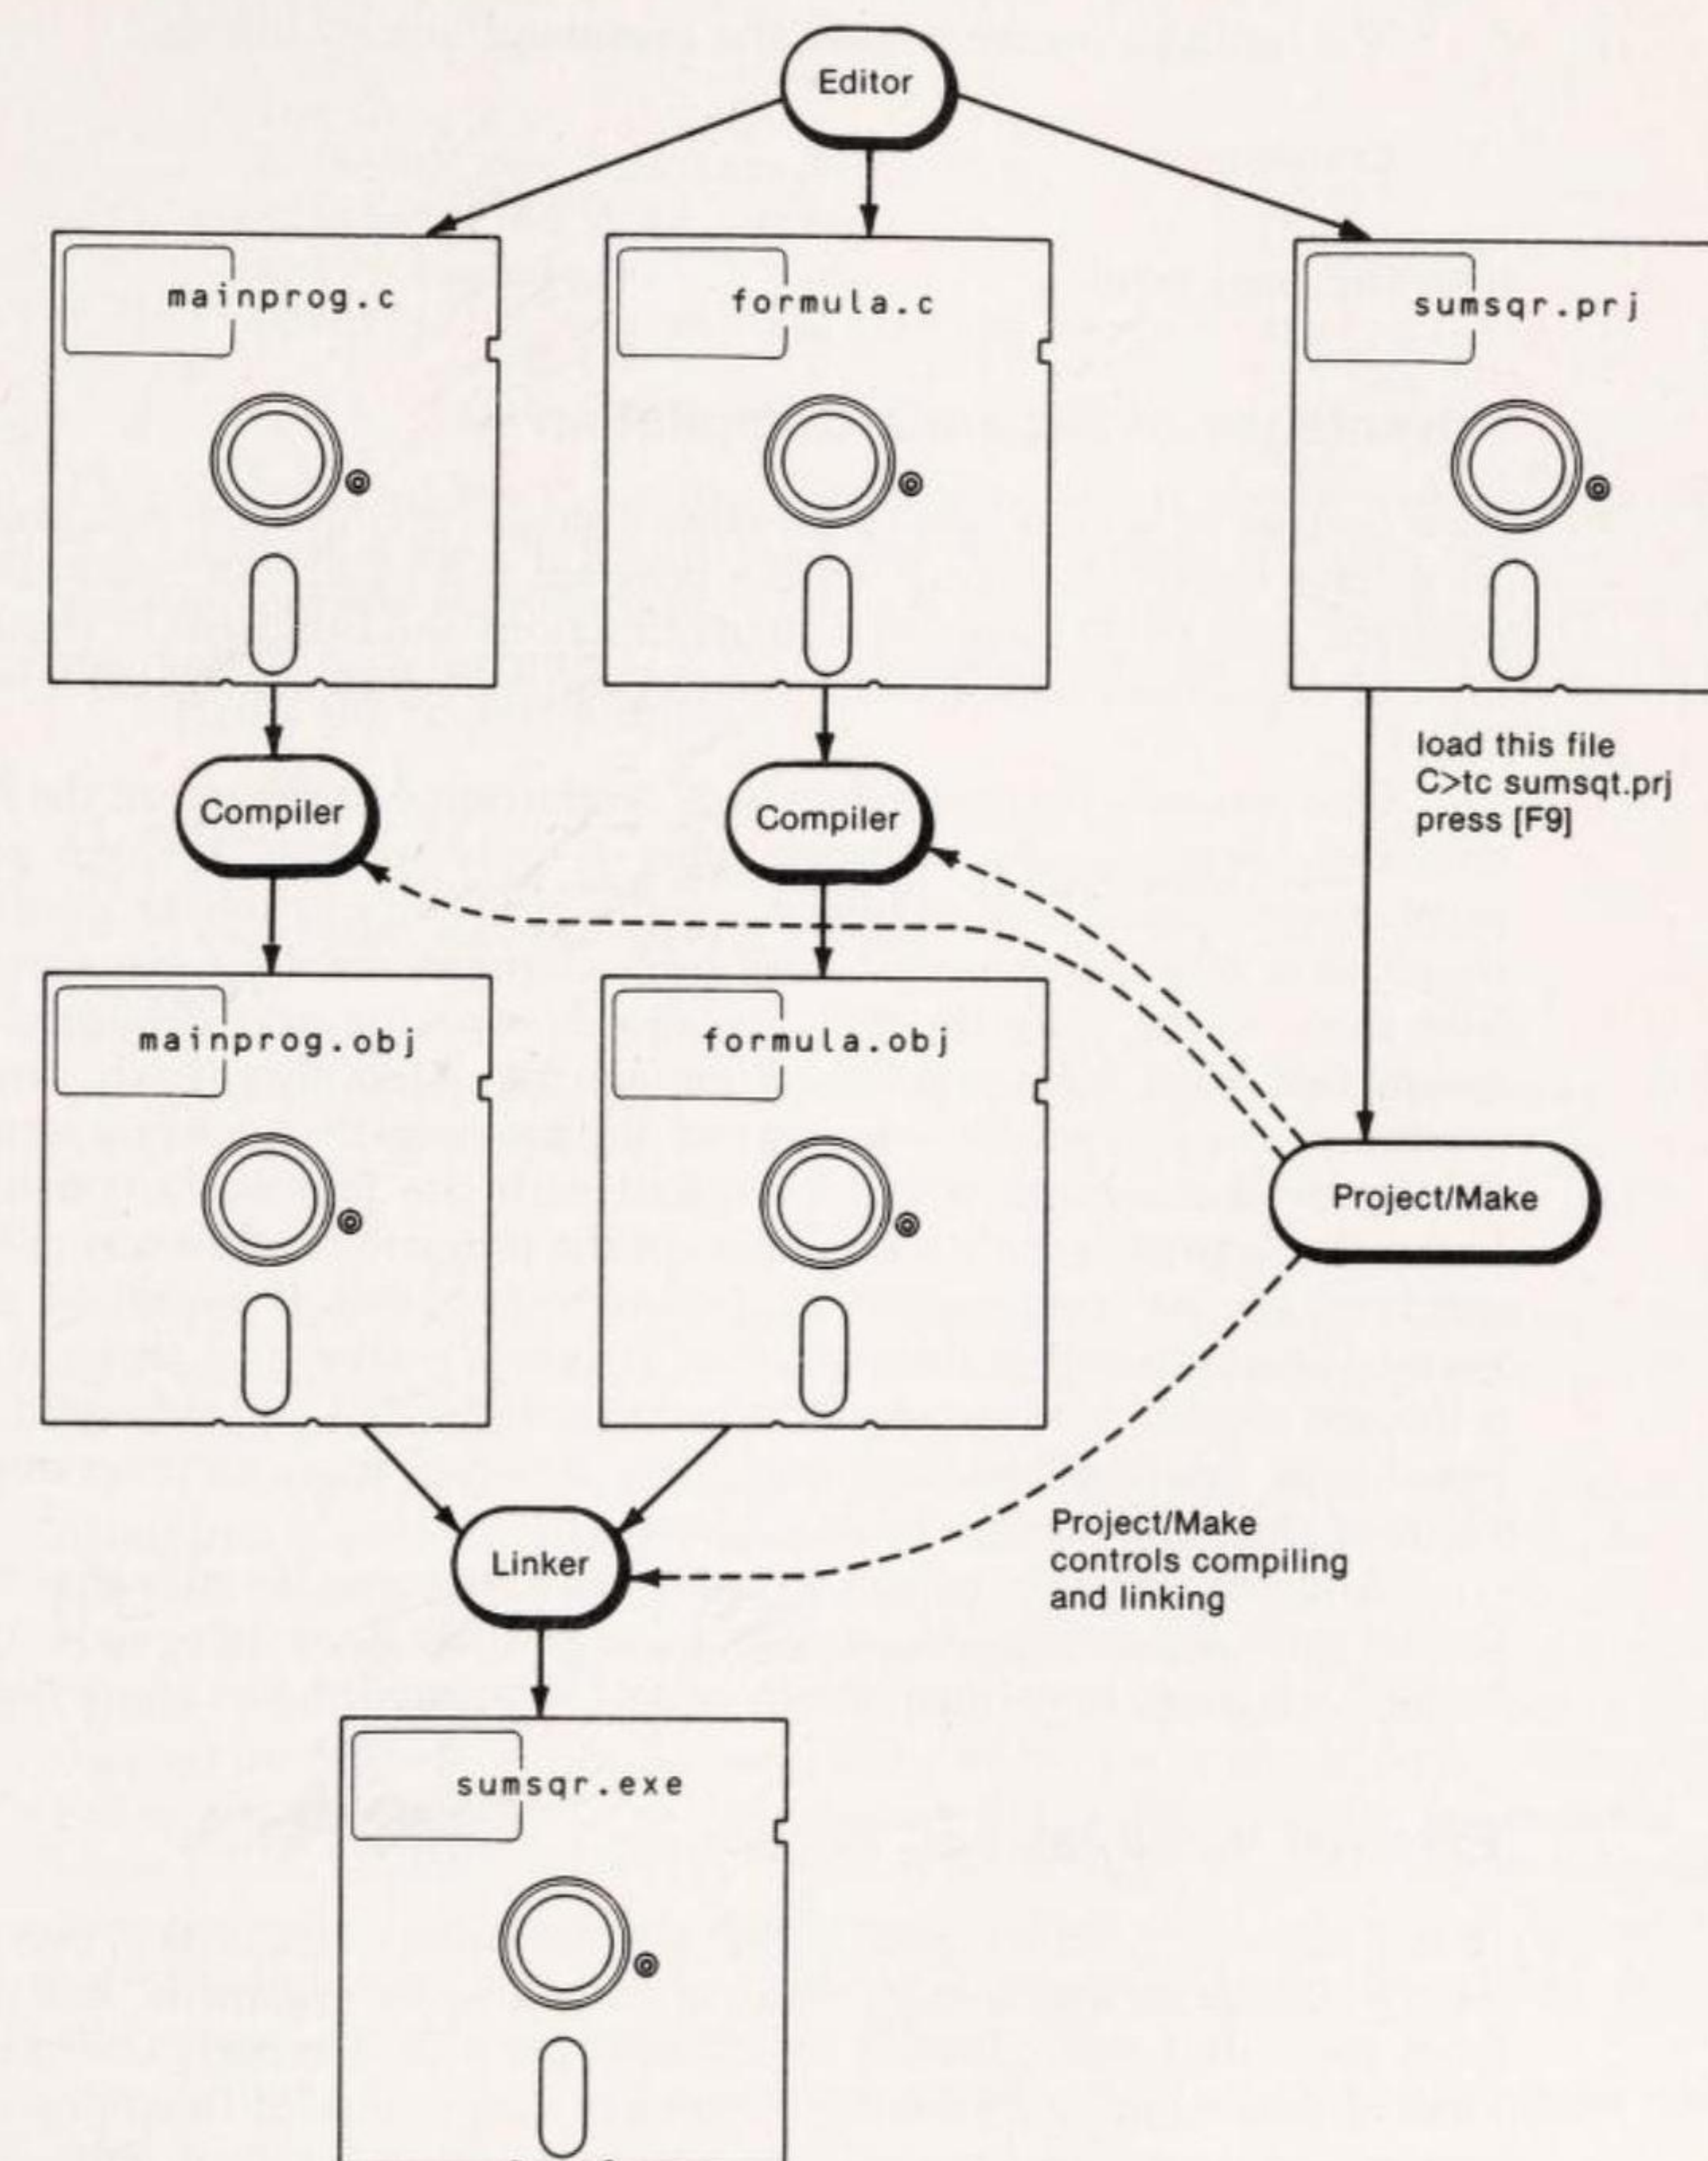 Editor
mainprog.c
formula.c
sumsqr.prj
load this file
C>tc sumsqt.prj
press [F9]
Compiler
Compiler
mainprog.obj
formula.obj
Project/Make
Linker
Project/Make
controls compiling
and linking
sumsqr.exe